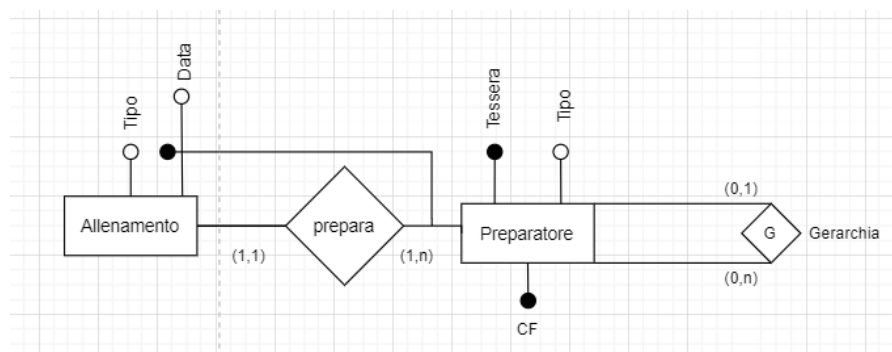 Data
Tipo
Tessera
Tipo
Allenamento
prepara
Preparatore
(0,1)
G
Gerarchia
(1,1)
(1,n)
(0,n)
CF